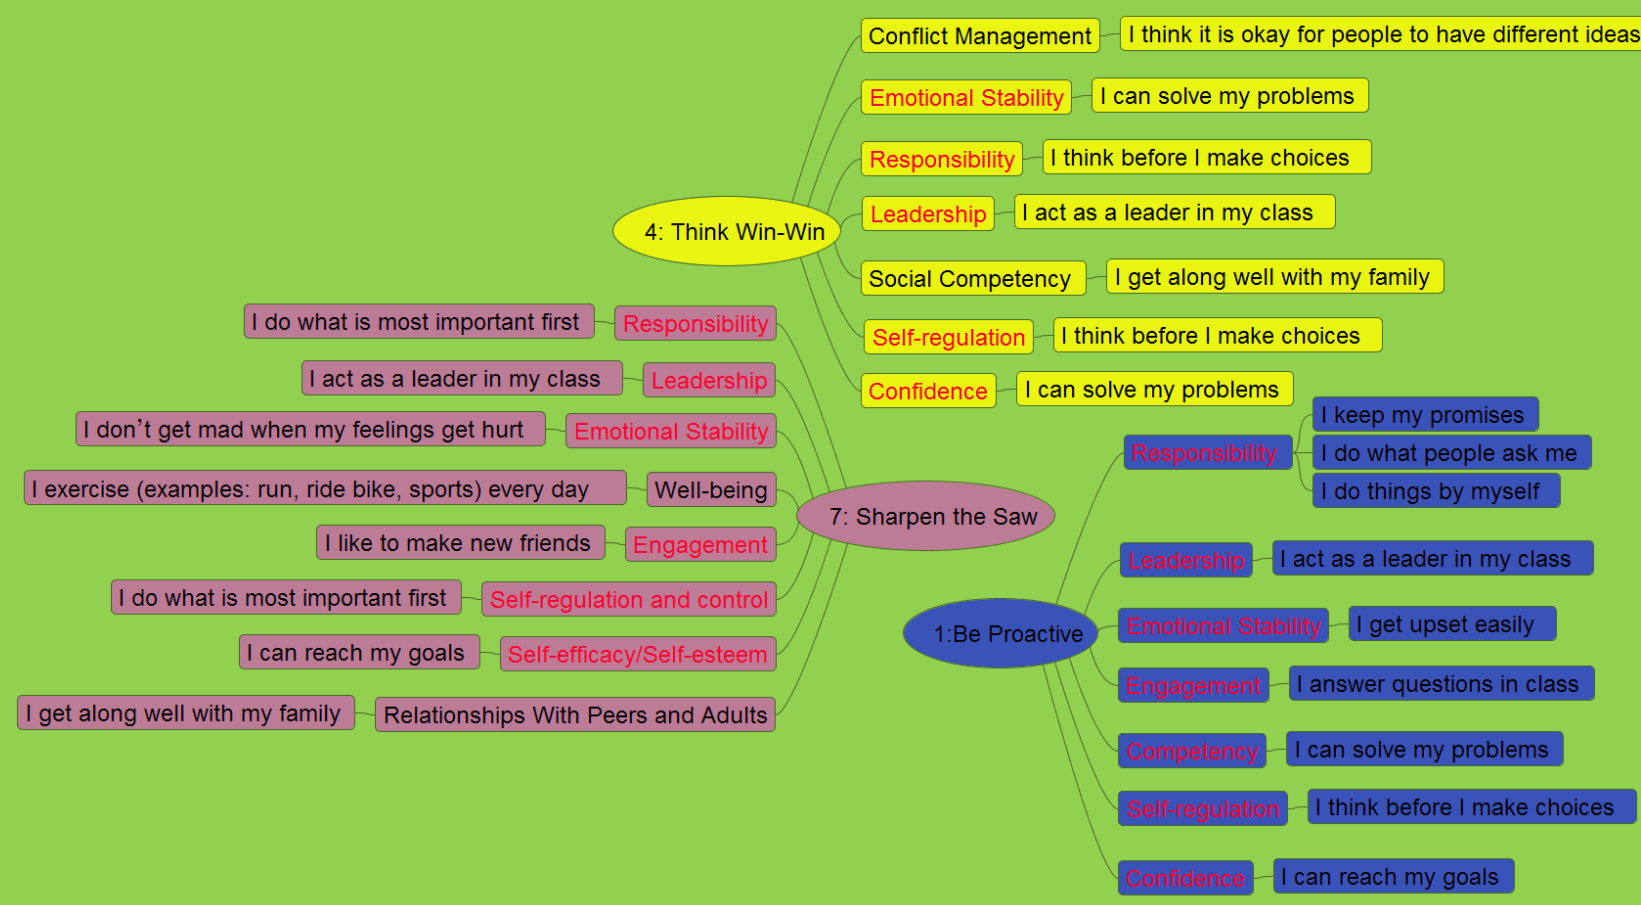 4: Think Win-Win
Conflict Management
I think it is okay for people to have different ideas
Emotional Stability
I can solve my problems
Responsibility
I think before I make choices
Leadership
I act as a leader in my class
Social Competency
I get along well with my family
Self-regulation
I think before I make choices
Confidence
I can solve my problems
7: Sharpen the Saw
Responsibility
I do what is most important first
Leadership
I act as a leader in my class
Emotional Stability
I don’t get mad when my feelings get hurt
Well-being
I exercise (examples: run, ride bike, sports) every day
Engagement
I like to make new friends
Self-regulation and control
I do what is most important first
Self-efficacy/Self-esteem
I can reach my goals
Relationships With Peers and Adults
I get along well with my family
1:Be Proactive
Responsibility
I keep my promises
I do what people ask me
I do things by myself
Leadership
I act as a leader in my class
Emotional Stability
I get upset easily
Engagement
I answer questions in class
Competency
I can solve my problems
Self-regulation
I think before I make choices
Confidence
I can reach my goals